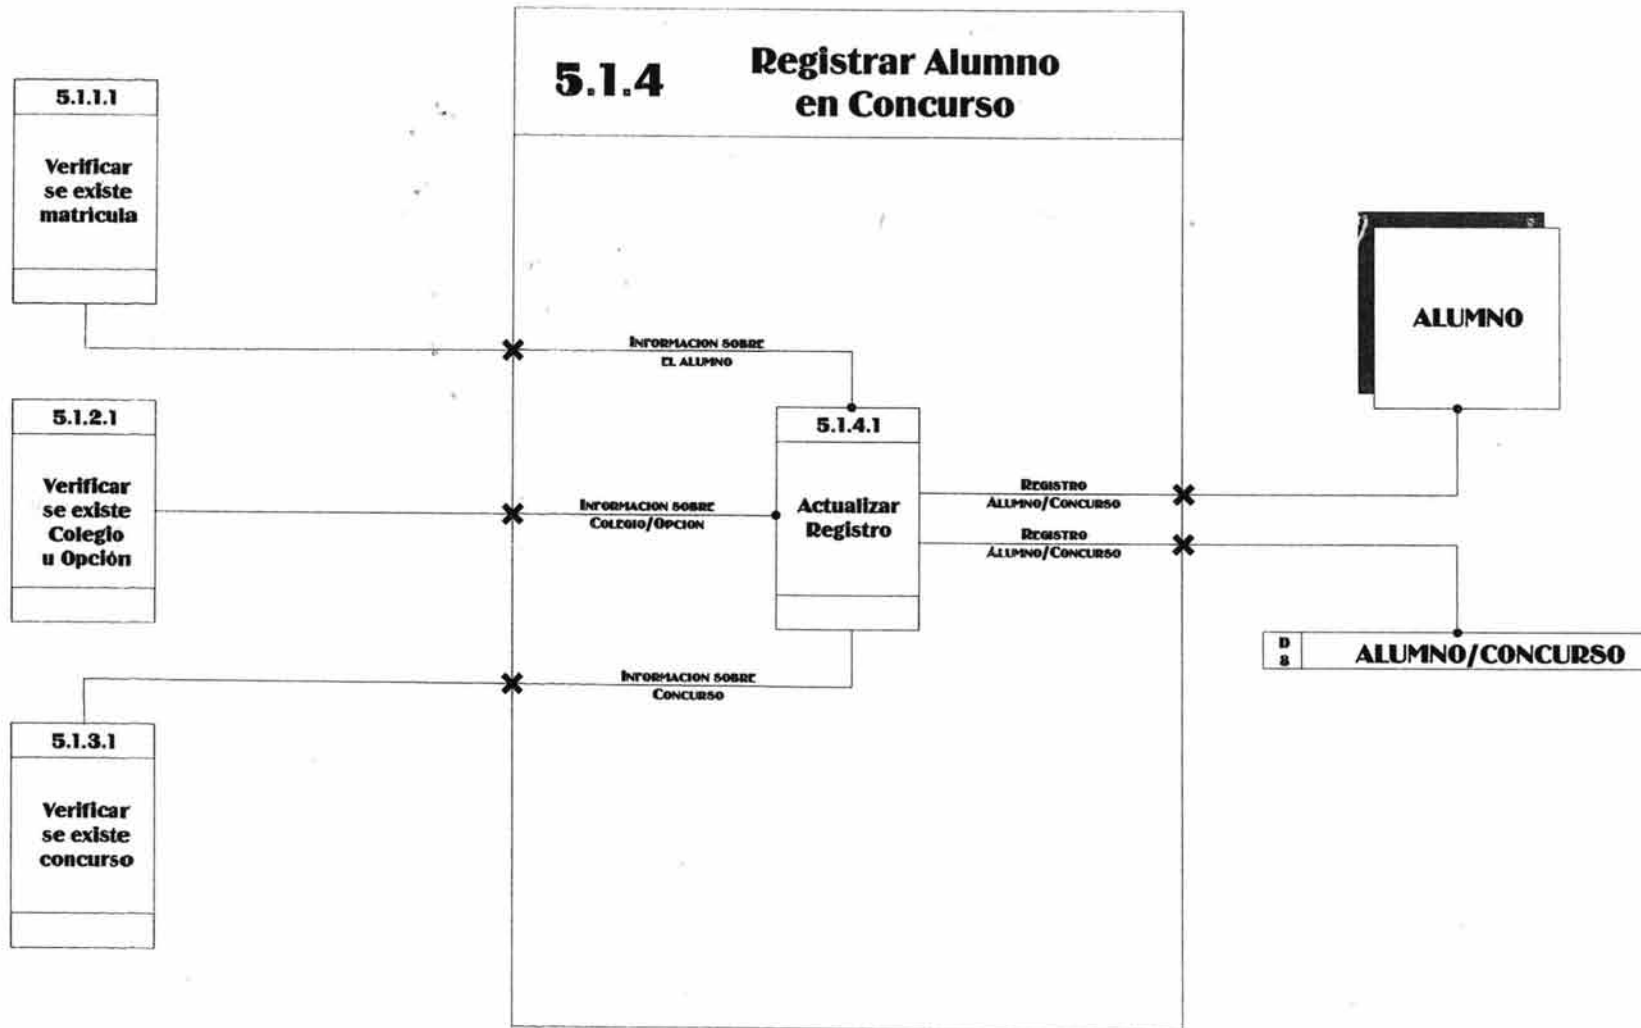 5.1.4
Registrar Alumno
en Concurso
5.1.1.1
Verificar
se existe
matricula
INFORMACION SOBRE
EL ALUMNO
5.1.2.1
Verificar
se existe
Colegio
u Opción
INFORMACION SOBRE
COLEGIO/OPCION
5.1.3.1
Verificar
se existe
concurso
INFORMACION SOBRE
CONCURSO
5.1.4.1
Actualizar
Registro
REGISTRO
ALUMNO/CONCURSO
REGISTRO
ALUMNO/CONCURSO
ALUMNO
D
8
ALUMNO/CONCURSO